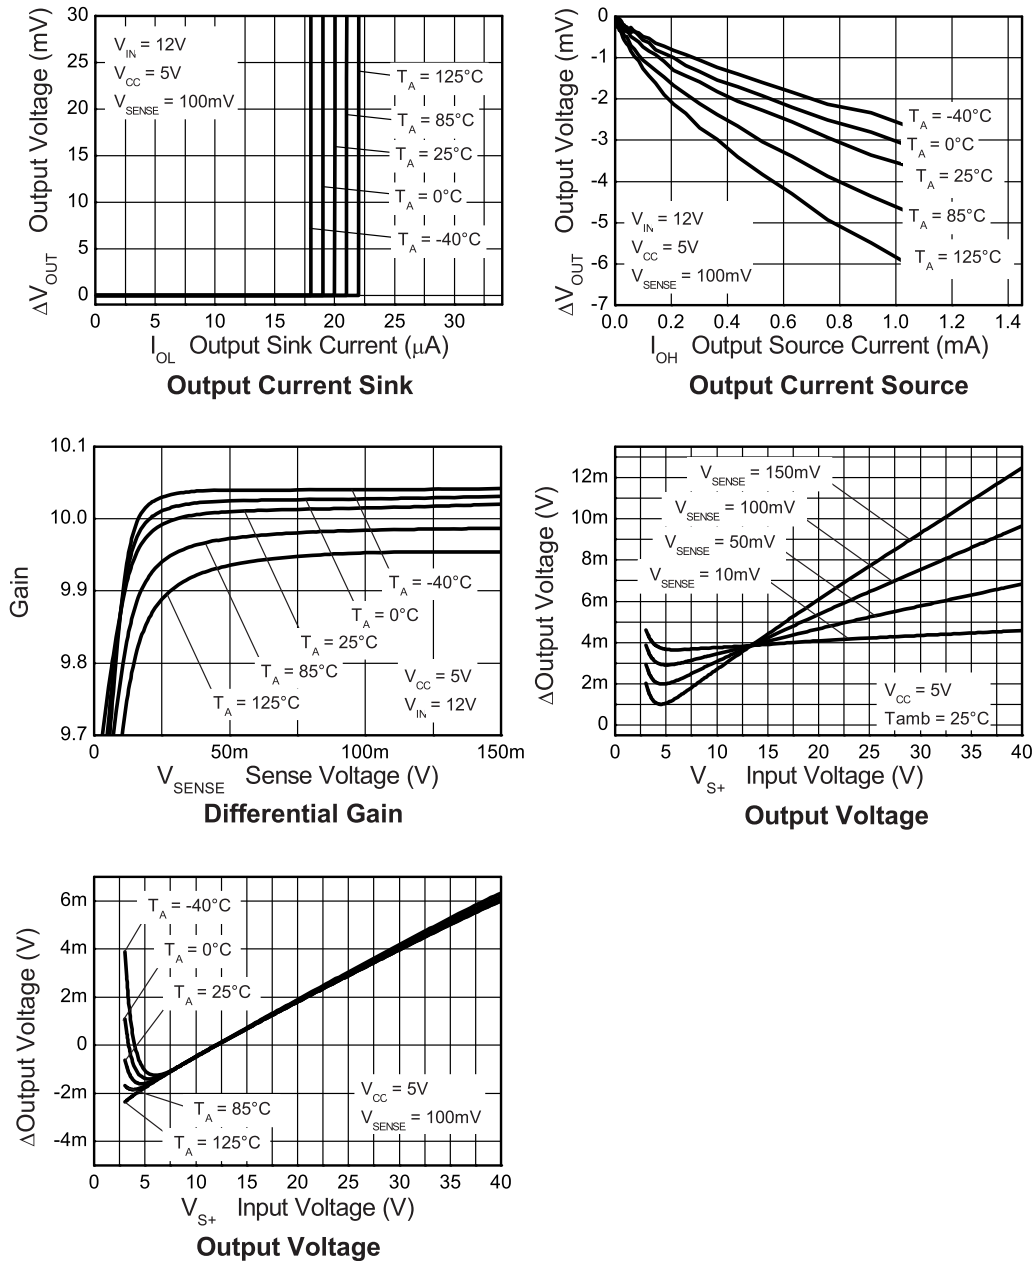 30
25
20
15
10
5
0
ΔV_OUT Output Voltage (mV)
V_IN = 12V
V_CC = 5V
V_SENSE = 100mV
T_A = 125°C
T_A = 85°C
T_A = 25°C
T_A = 0°C
T_A = -40°C
0 5 10 15 20 25 30
I_OL Output Sink Current (μA)
Output Current Sink
0
-1
-2
-3
-4
-5
-6
-7
ΔV_OUT Output Voltage (mV)
T_A = -40°C
T_A = 0°C
T_A = 25°C
T_A = 85°C
T_A = 125°C
V_IN = 12V
V_CC = 5V
V_SENSE = 100mV
0.0 0.2 0.4 0.6 0.8 1.0 1.2 1.4
I_OH Output Source Current (mA)
Output Current Source
10.1
10.0
9.9
9.8
9.7
Gain
T_A = -40°C
T_A = 0°C
T_A = 25°C
T_A = 85°C
T_A = 125°C
V_CC = 5V
V_IN = 12V
0 50m 100m 150m
V_SENSE Sense Voltage (V)
Differential Gain
12m
10m
8m
6m
4m
2m
0
ΔOutput Voltage (V)
V_SENSE = 150mV
V_SENSE = 100mV
V_SENSE = 50mV
V_SENSE = 10mV
V_CC = 5V
Tamb = 25°C
0 5 10 15 20 25 30 35 40
V_S+ Input Voltage (V)
Output Voltage
6m
4m
2m
0
-2m
-4m
ΔOutput Voltage (V)
T_A = -40°C
T_A = 0°C
T_A = 25°C
T_A = 85°C
T_A = 125°C
V_CC = 5V
V_SENSE = 100mV
0 5 10 15 20 25 30 35 40
V_S+ Input Voltage (V)
Output Voltage